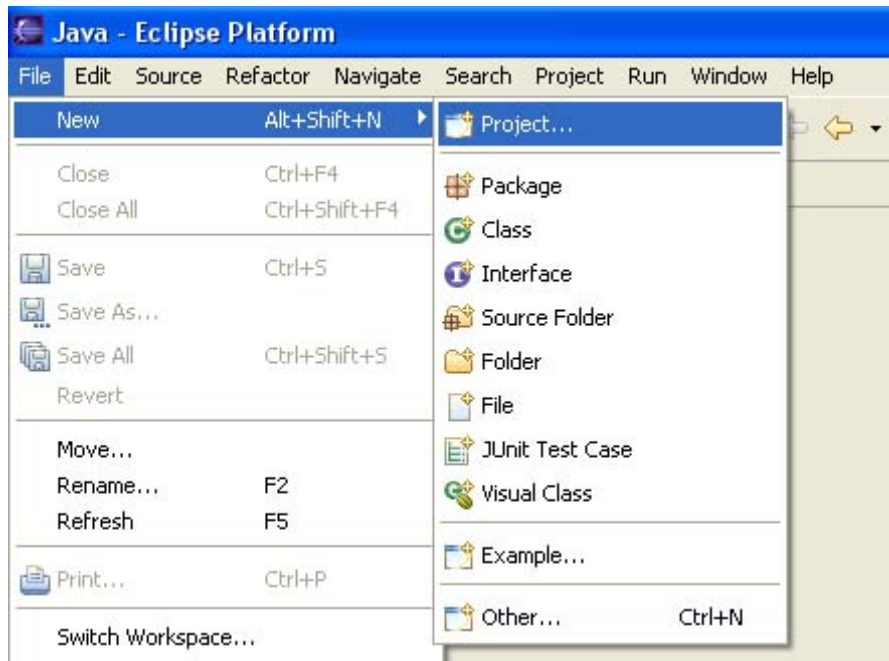 Java - Eclipse Platform
File Edit Source Refactor Navigate Search Project Run Window Help
New Alt+Shift+N
Close Ctrl+F4
Close All Ctrl+Shift+F4
Save Ctrl+S
Save As...
Save All Ctrl+Shift+S
Revert
Move...
Rename... F2
Refresh F5
Print... Ctrl+P
Switch Workspace...
Project...
Package
Class
Interface
Source Folder
Folder
File
JUnit Test Case
Visual Class
Example...
Other... Ctrl+N